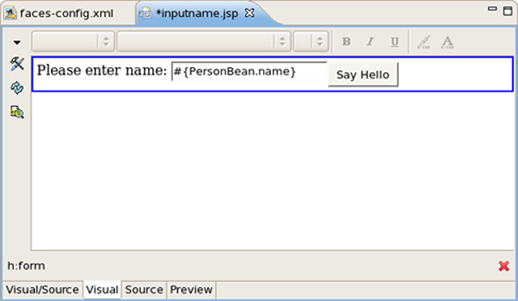 faces-config.xml *inputname.jsp
B I U A
Please enter name: #{PersonBean.name} Say Hello
h:form
Visual/Source Visual Source Preview